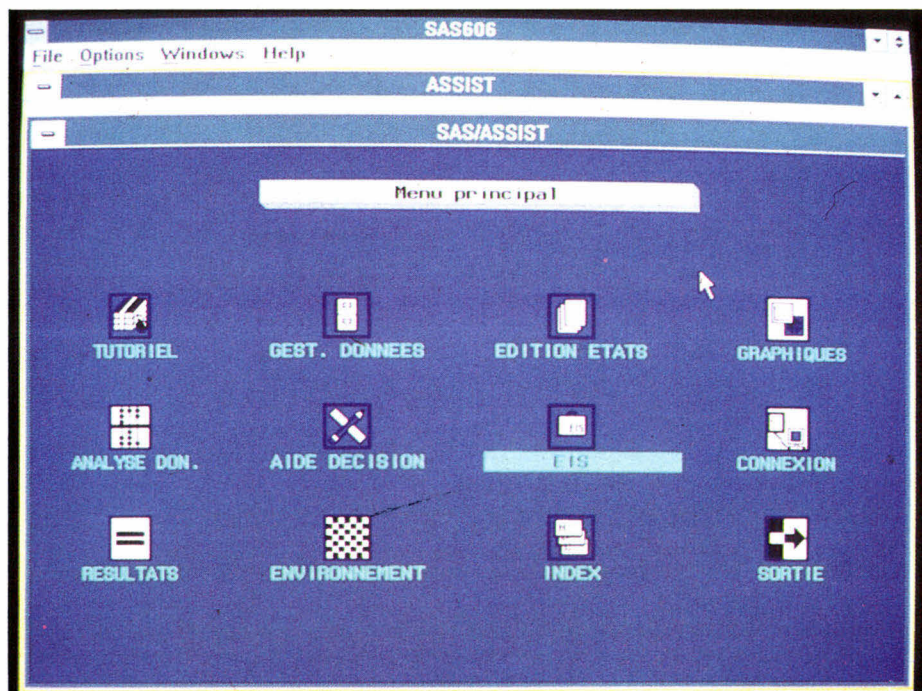 SAS606
File Options Windows Help
ASSIST
SAS/ASSIST
Menu principal
TUTORIEL GEST. DONNEES EDITION ETATS GRAPHIQUES
EIS
ANALYSE DON. AIDE DECISION EIS CONNEXION
RESULTATS ENVIRONNEMENT INDEX SORTIE